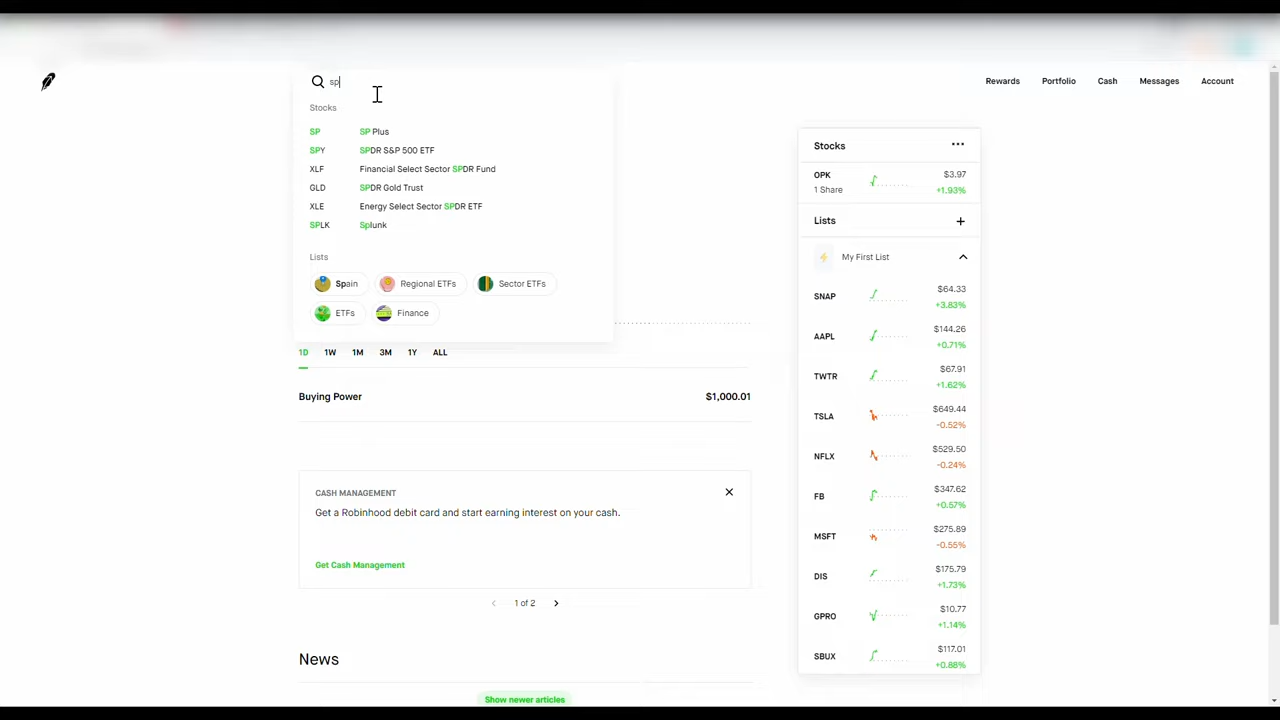 sp
Rewards Portfolio Cash Messages Account
Stocks
SP SP Plus
SPY SPDR S&P 500 ETF
XLF Financial Select Sector SPDR Fund
GLD SPDR Gold Trust
XLE Energy Select Sector SPDR ETF
SPLK Splunk
Lists
Spain Regional ETFs Sector ETFs
ETFs Finance
1D 1W 1M 3M 1Y ALL
Buying Power $1,000.01
CASH MANAGEMENT
Get a Robinhood debit card and start earning interest on your cash.
Get Cash Management
1 of 2
News
Show newer articles
Stocks
OPK $3.97
1 Share +1.93%
Lists
My First List
SNAP $64.33
+3.83%
AAPL $144.26
+0.71%
TWTR $67.91
+1.62%
TSLA $649.44
-0.52%
NFLX $529.50
-0.24%
FB $347.62
+0.57%
MSFT $275.89
-0.55%
DIS $175.79
+1.73%
GPRO $10.77
+1.14%
SBUX $117.01
+0.88%